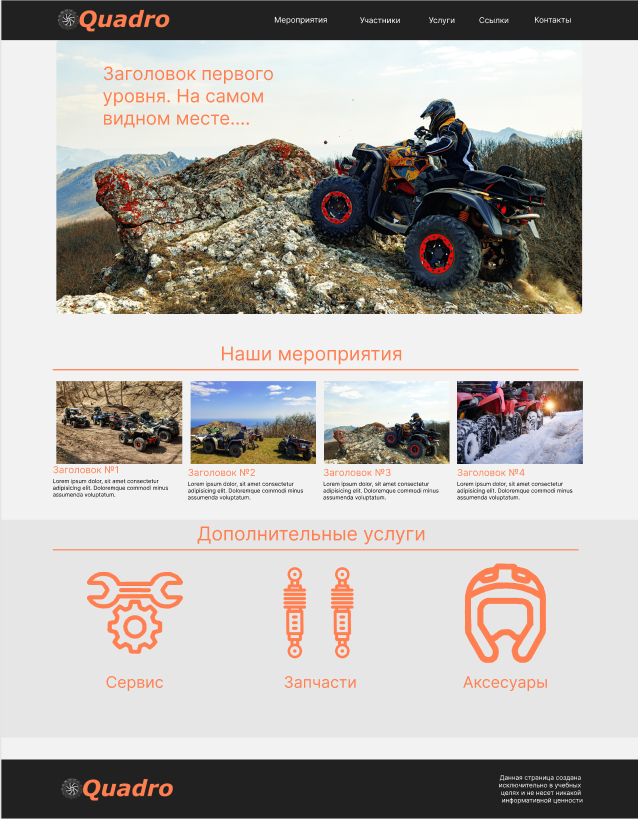 Quadro
Мероприятия Участники Услуги Ссылки Контакты
Заголовок первого
уровня. На самом
видном месте....
Наши мероприятия
Заголовок №1
Lorem ipsum dolor, sit amet consectetur
adipisicing elit. Doloremque commodi minus
assumenda voluptatum.
Заголовок №2
Lorem ipsum dolor, sit amet consectetur
adipisicing elit. Doloremque commodi minus
assumenda voluptatum.
Заголовок №3
Lorem ipsum dolor, sit amet consectetur
adipisicing elit. Doloremque commodi minus
assumenda voluptatum.
Заголовок №4
Lorem ipsum dolor, sit amet consectetur
adipisicing elit. Doloremque commodi minus
assumenda voluptatum.
Дополнительные услуги
Сервис
Запчасти
Аксесуары
Quadro
Данная страница создана
исключительно в учебных
целях и не несет никакой
информативной ценности